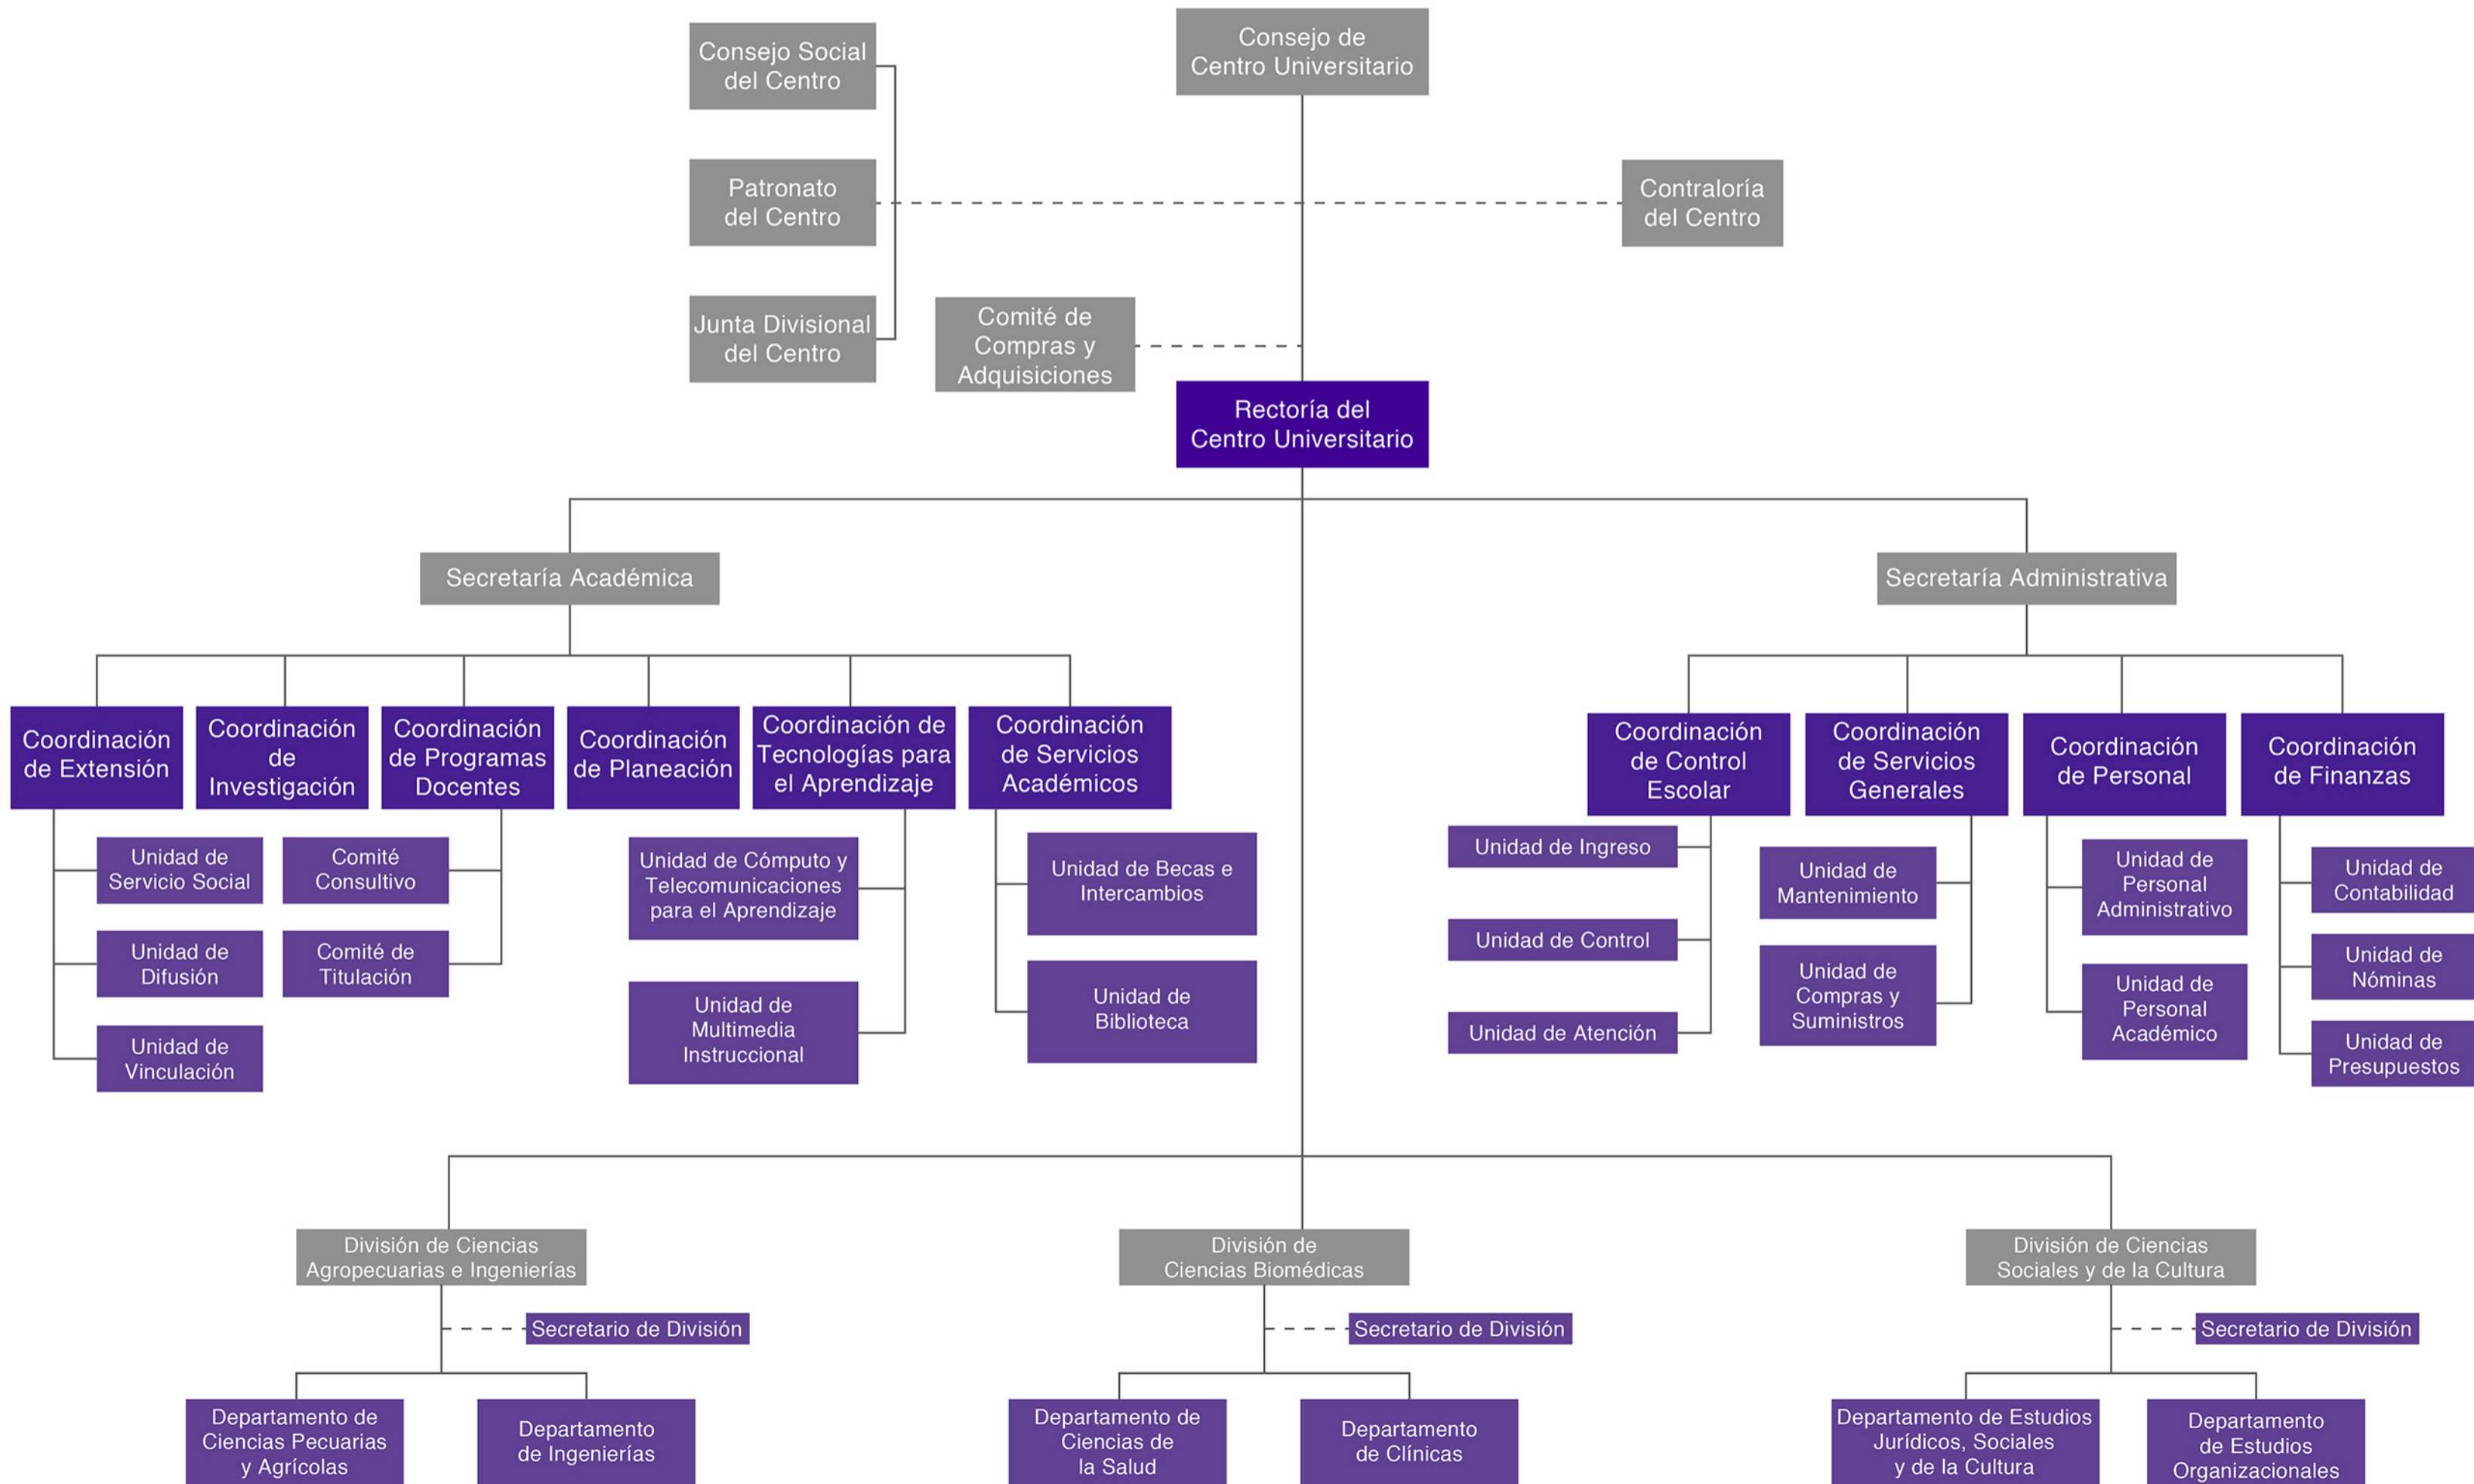 Consejo Social
del Centro
Consejo de
Centro Universitario
Patronato
del Centro
Contraloría
del Centro
Junta Divisional
del Centro
Comité de
Compras y
Adquisiciones
Rectoría del
Centro Universitario
Secretaría Académica
Secretaría Administrativa
Coordinación
de Extensión
Coordinación
de
Investigación
Coordinación
de Programas
Docentes
Coordinación
de Planeación
Coordinación de
Tecnologías para
el Aprendizaje
Coordinación
de Servicios
Académicos
Coordinación
de Control
Escolar
Coordinación
de Servicios
Generales
Coordinación
de Personal
Coordinación
de Finanzas
Unidad de
Servicio Social
Unidad de
Difusión
Unidad de
Vinculación
Comité
Consultivo
Comité de
Titulación
Unidad de Cómputo y
Telecomunicaciones
para el Aprendizaje
Unidad de
Multimedia
Instruccional
Unidad de Becas e
Intercambios
Unidad de
Biblioteca
Unidad de Ingreso
Unidad de Control
Unidad de Atención
Unidad de
Mantenimiento
Unidad de
Compras y
Suministros
Unidad de
Personal
Administrativo
Unidad de
Personal
Académico
Unidad de
Contabilidad
Unidad de
Nóminas
Unidad de
Presupuestos
División de Ciencias
Agropecuarias e Ingenierías
Secretario de División
Departamento de
Ciencias Pecuarias
y Agrícolas
Departamento
de Ingenierías
División de
Ciencias Biomédicas
Secretario de División
Departamento de
Ciencias de
la Salud
Departamento
de Clínicas
División de Ciencias
Sociales y de la Cultura
Secretario de División
Departamento de Estudios
Jurídicos, Sociales
y de la Cultura
Departamento
de Estudios
Organizacionales